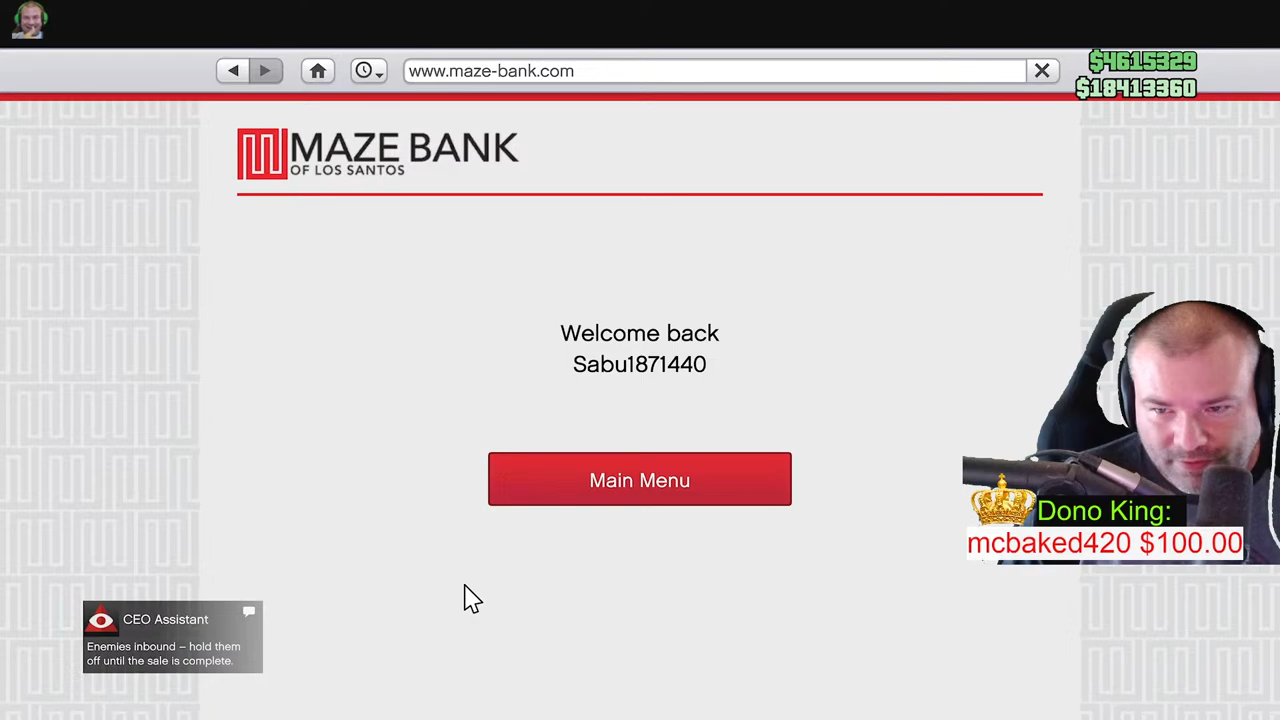 www.maze-bank.com
$4615329
$18413360
MAZE BANK
OF LOS SANTOS
Welcome back
Sabu1871440
Main Menu
Dono King:
mcbaked420 $100.00
CEO Assistant
Enemies inbound – hold them
off until the sale is complete.